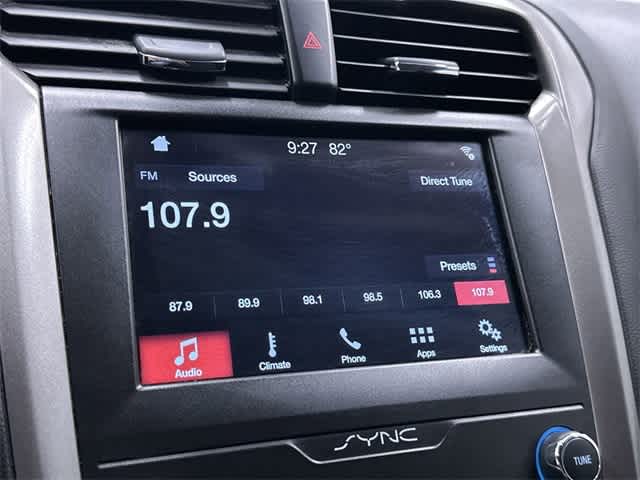 9:27 82°
FM Sources Direct Tune
107.9
Presets
87.9 89.9 98.1 98.5 106.3 107.9
Audio Climate Phone Apps Settings
SYNC
TUNE